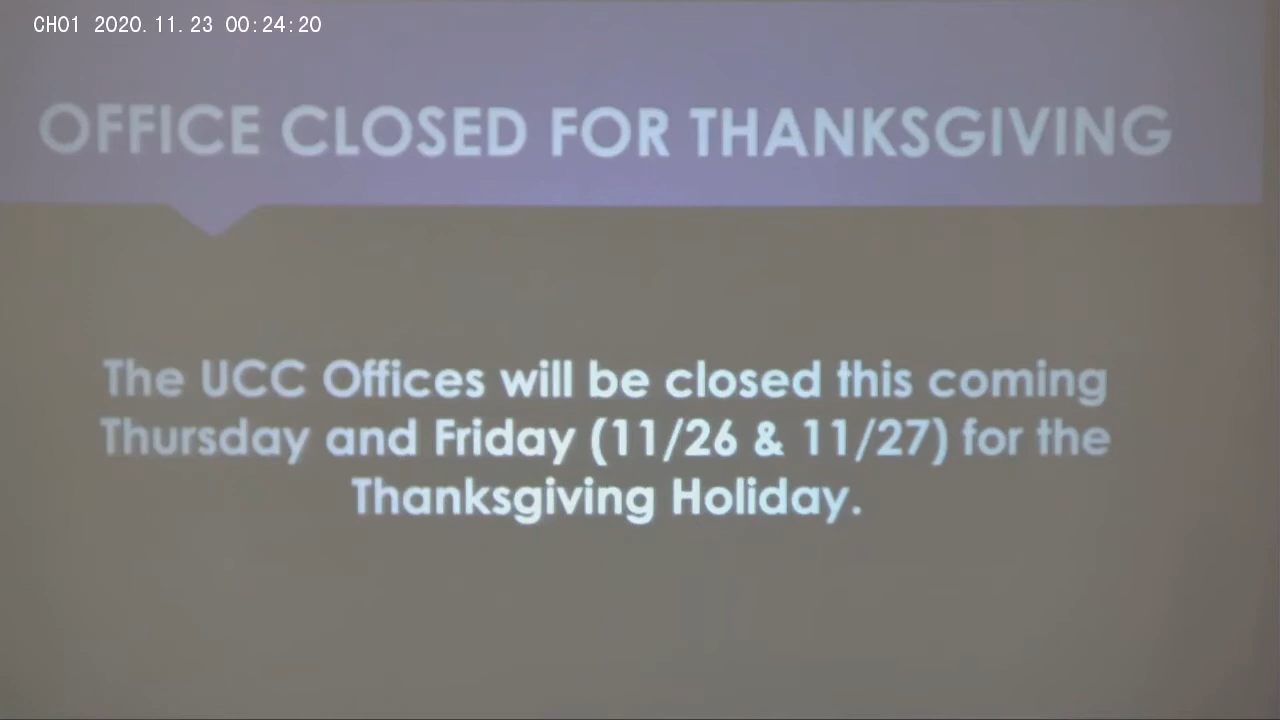 CH01 2020.11.23 00:24:20
OFFICE CLOSED FOR THANKSGIVING
The UCC Offices will be closed this coming
Thursday and Friday (11/26 & 11/27) for the
Thanksgiving Holiday.